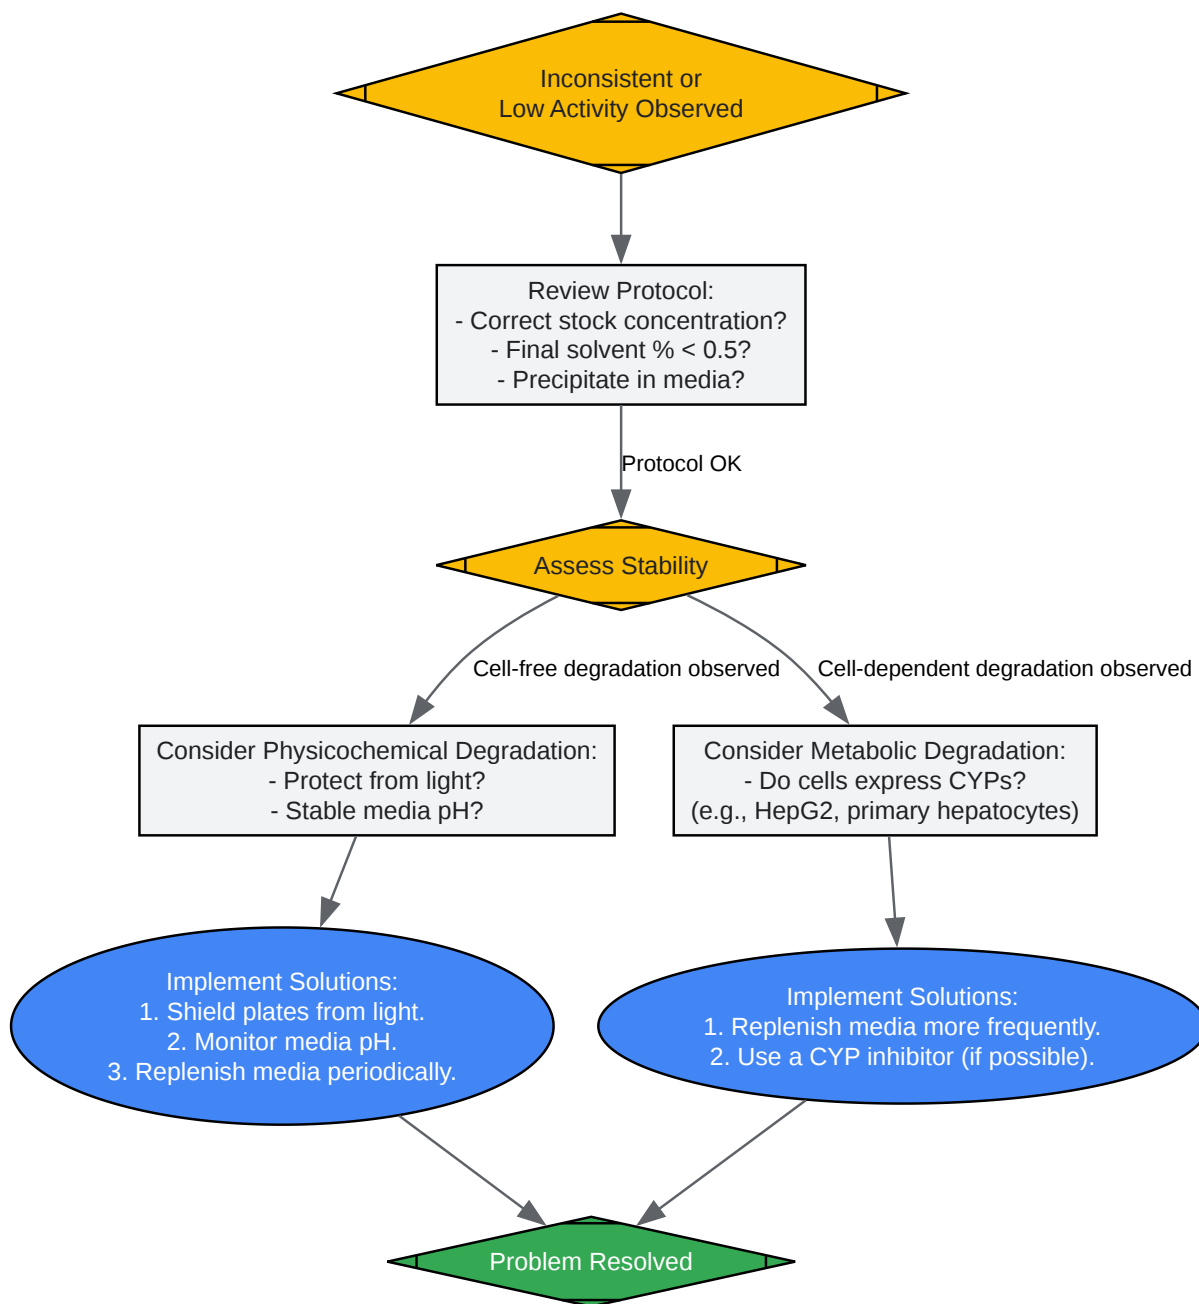 Inconsistent or
Low Activity Observed
Review Protocol:
- Correct stock concentration?
- Final solvent % < 0.5?
- Precipitate in media?
Protocol OK
Assess Stability
Cell-free degradation observed
Cell-dependent degradation observed
Consider Physicochemical Degradation:
- Protect from light?
- Stable media pH?
Consider Metabolic Degradation:
- Do cells express CYPs?
(e.g., HepG2, primary hepatocytes)
Implement Solutions:
1. Shield plates from light.
2. Monitor media pH.
3. Replenish media periodically.
Implement Solutions:
1. Replenish media more frequently.
2. Use a CYP inhibitor (if possible).
Problem Resolved